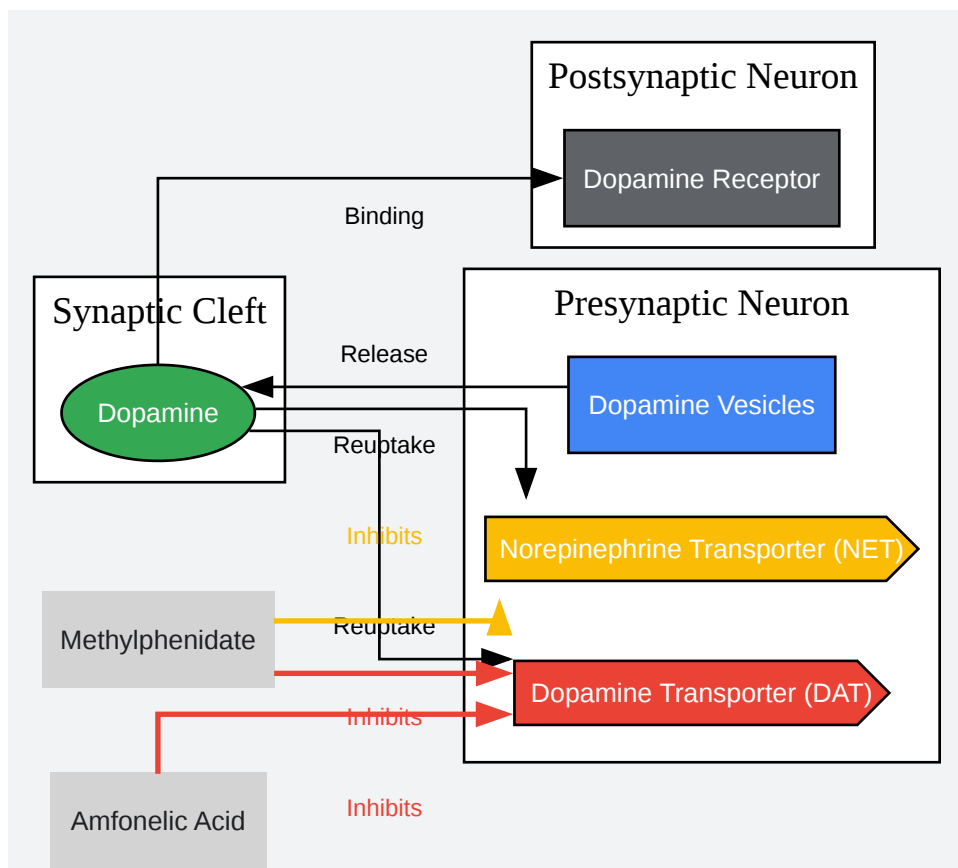 Postsynaptic Neuron
Dopamine Receptor
Binding
Synaptic Cleft
Presynaptic Neuron
Release
Dopamine Vesicles
Dopamine
Reuptake
Inhibits
Norepinephrine Transporter (NET)
Methylphenidate
Reuptake
Dopamine Transporter (DAT)
Inhibits
Inhibits
Amfonelic Acid